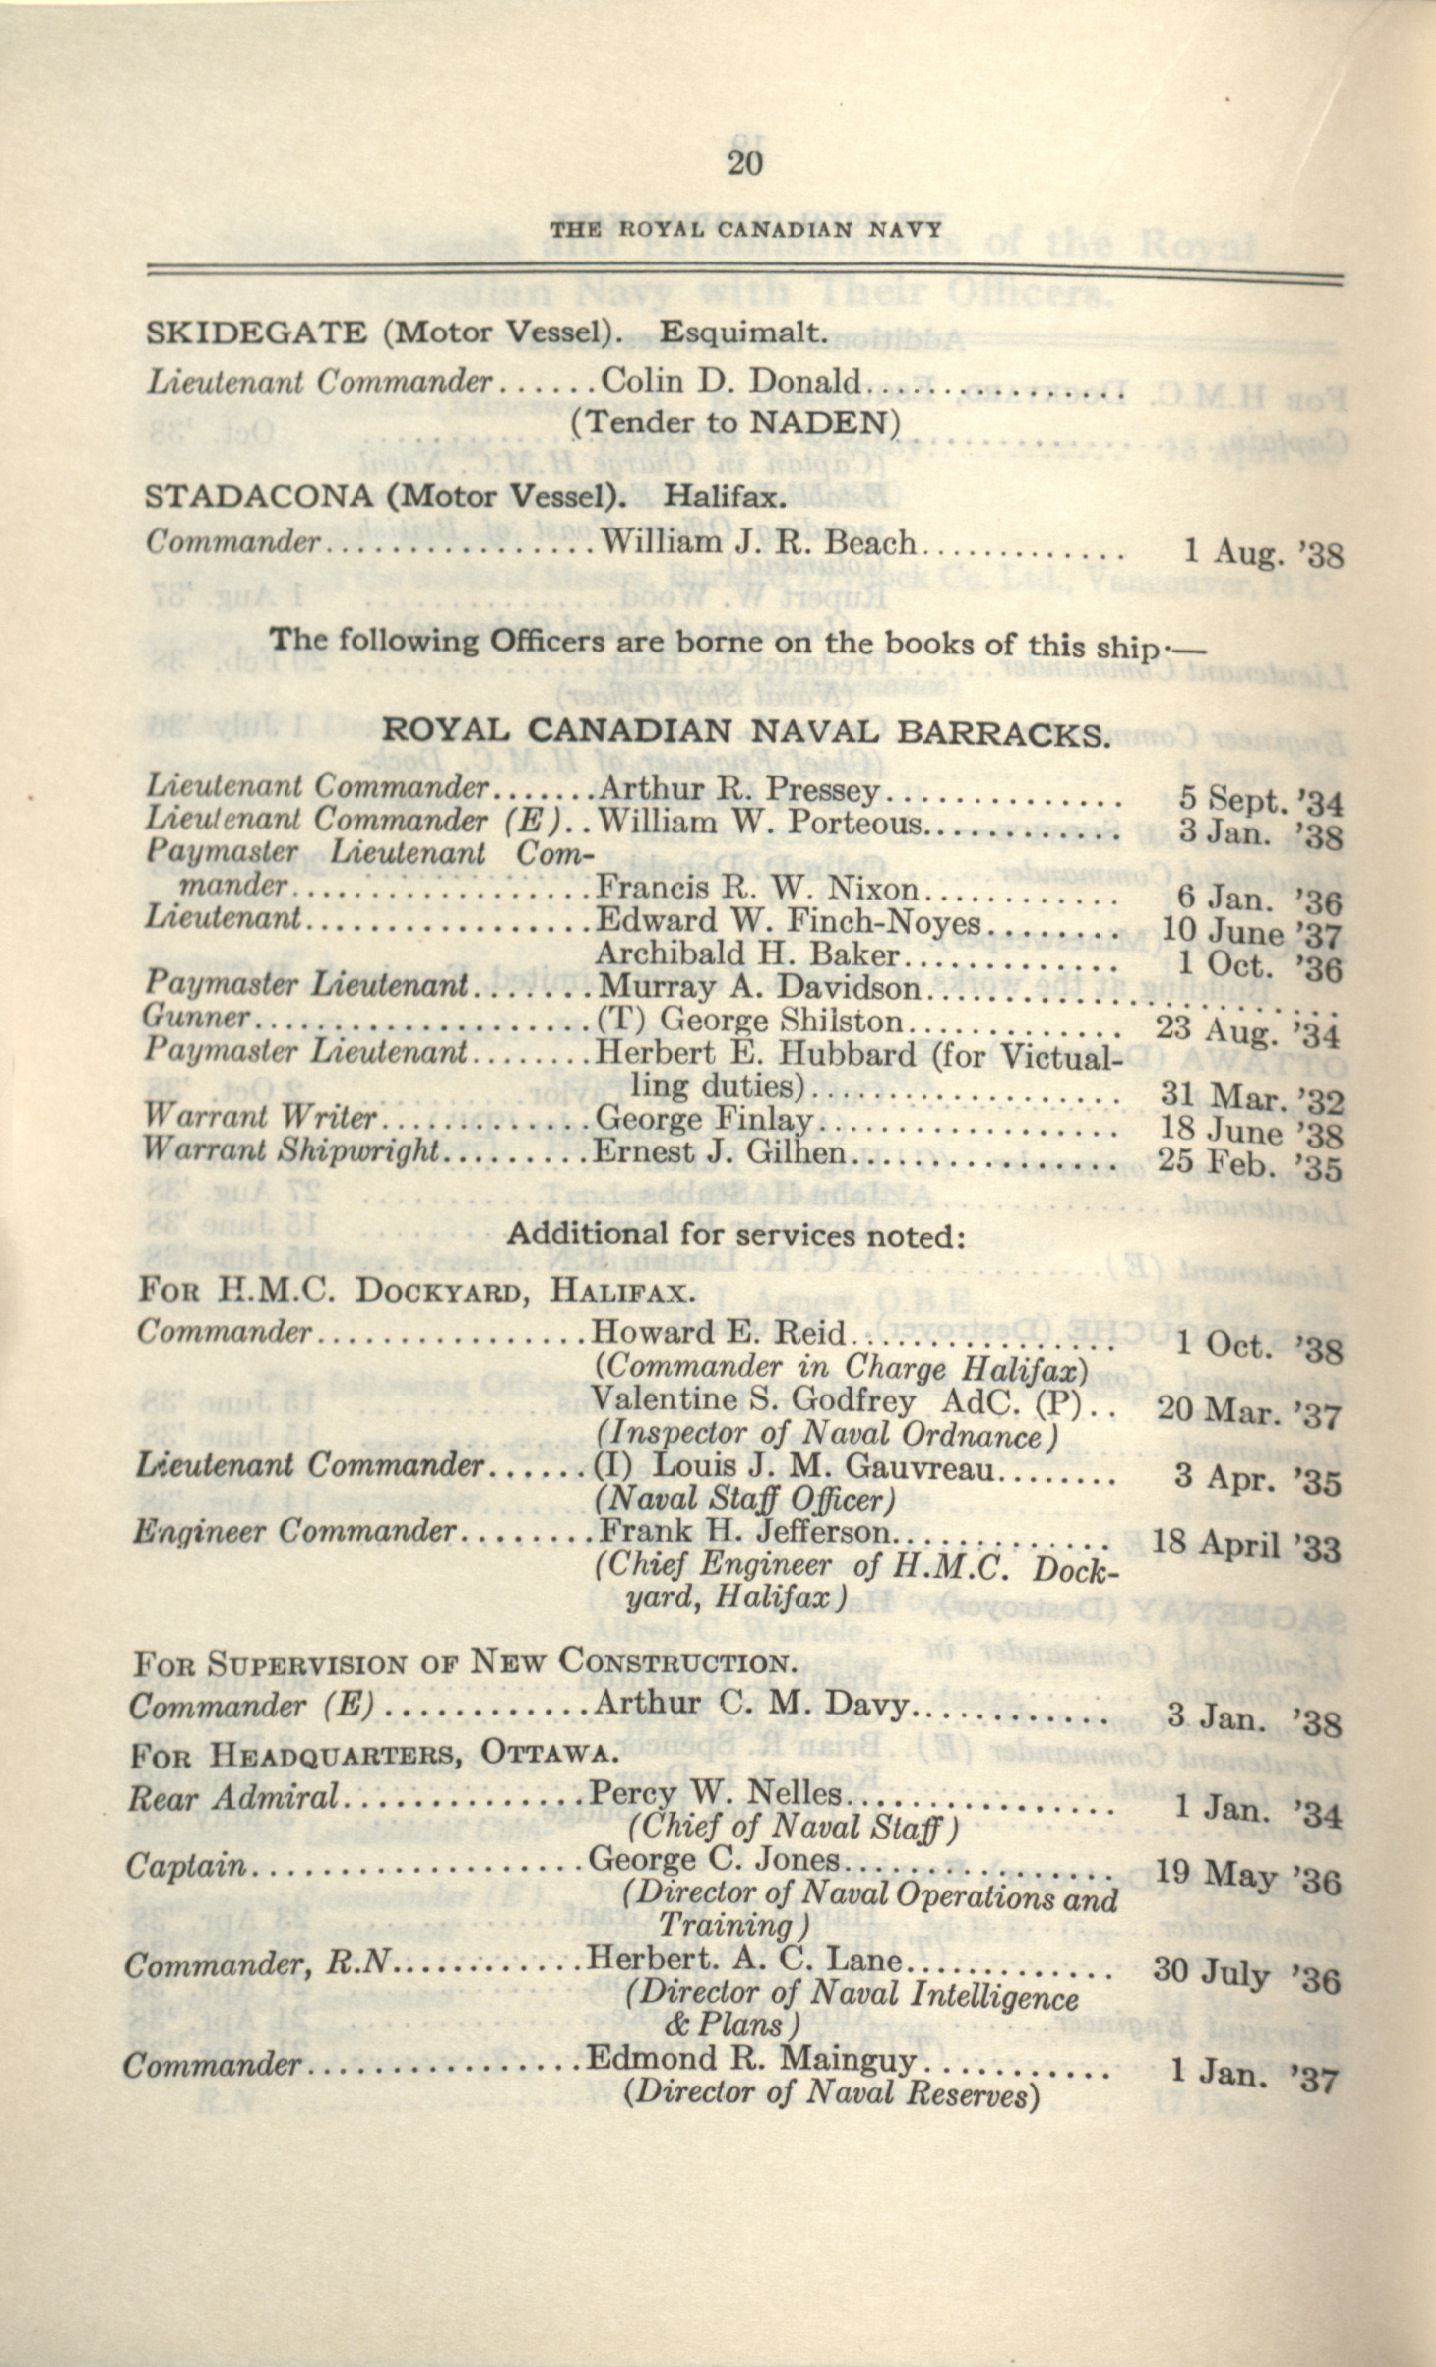 20
THE ROYAL CANADIAN NAVY
SKIDEGATE (Motor Vessel). Esquimalt.
Lieutenant Commander......Colin D. Donald................
(Tender to NADEN)
STADACONA (Motor Vessel). Halifax.
Commander.................William J. R. Beach............. 1 Aug. ’38
The following Officers are borne on the books of this ship·—
ROYAL CANADIAN NAVAL BARRACKS.
Lieutenant Commander.......Arthur R. Pressey............... 5 Sept. ’34
Lieutenant Commander (E)..William W. Porteous............ 3 Jan. ’38
Paymaster Lieutenant Com-
mander...................Francis R. W. Nixon............. 6 Jan. ’36
Lieutenant..................Edward W. Finch-Noyes......... 10 June ’37
Archibald H. Baker.............. 1 Oct. ’36
Paymaster Lieutenant........Murray A. Davidson..........................
Gunner.....................(T) George Shilston.............. 23 Aug. ’34
Paymaster Lieutenant........Herbert E. Hubbard (for Victual-
ling duties).................... 31 Mar. ’32
Warrant Writer.............George Finlay................... 18 June ’38
Warrant Shipwright.........Ernest J. Gilhen................. 25 Feb. ’35
Additional for services noted:
FOR H.M.C. DOCKYARD, HALIFAX.
Commander.................Howard E. Reid................. 1 Oct. ’38
(Commander in Charge Halifax)
Valentine S. Godfrey AdC. (P).. 20 Mar. ’37
(Inspector of Naval Ordnance)
Lieutenant Commander......(I) Louis J. M. Gauvreau........ 3 Apr. ’35
(Naval Staff Officer)
Engineer Commander.........Frank H. Jefferson.............. 18 April ’33
(Chief Engineer of H.M.C. Dock-
yard, Halifax)
FOR SUPERVISION OF NEW CONSTRUCTION.
Commander (E).............Arthur C. M. Davy............. 3 Jan. ’38
FOR HEADQUARTERS, OTTAWA.
Rear Admiral...............Percy W. Nelles................. 1 Jan. ’34
(Chief of Naval Staff)
Captain.....................George C. Jones................. 19 May ’36
(Director of Naval Operations and
Training)
Commander, R.N............Herbert. A. C. Lane............. 30 July ’36
(Director of Naval Intelligence
& Plans)
Commander.................Edmond R. Mainguy............ 1 Jan. ’37
(Director of Naval Reserves)